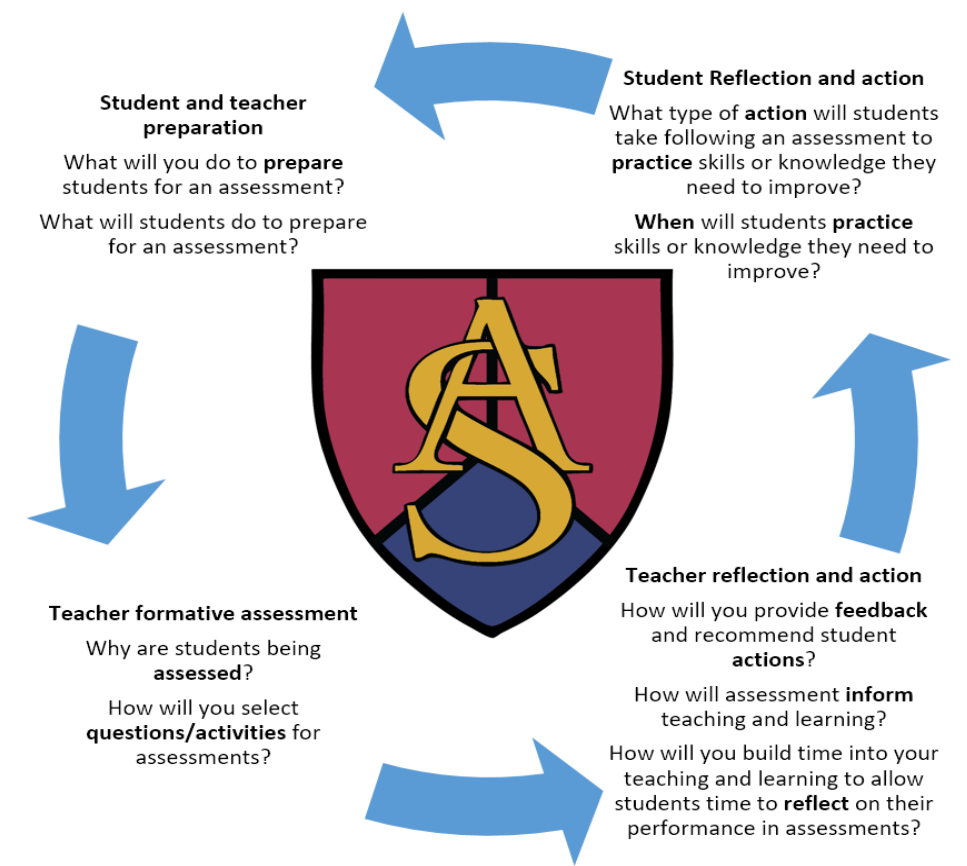 Student and teacher
preparation
What will you do to prepare
students for an assessment?
What will students do to prepare
for an assessment?
Student Reflection and action
What type of action will students
take following an assessment to
practice skills or knowledge they
need to improve?
When will students practice
skills or knowledge they need to
improve?
AS
Teacher formative assessment
Why are students being
assessed?
How will you select
questions/activities for
assessments?
Teacher reflection and action
How will you provide feedback
and recommend student
actions?
How will assessment inform
teaching and learning?
How will you build time into your
teaching and learning to allow
students time to reflect on their
performance in assessments?